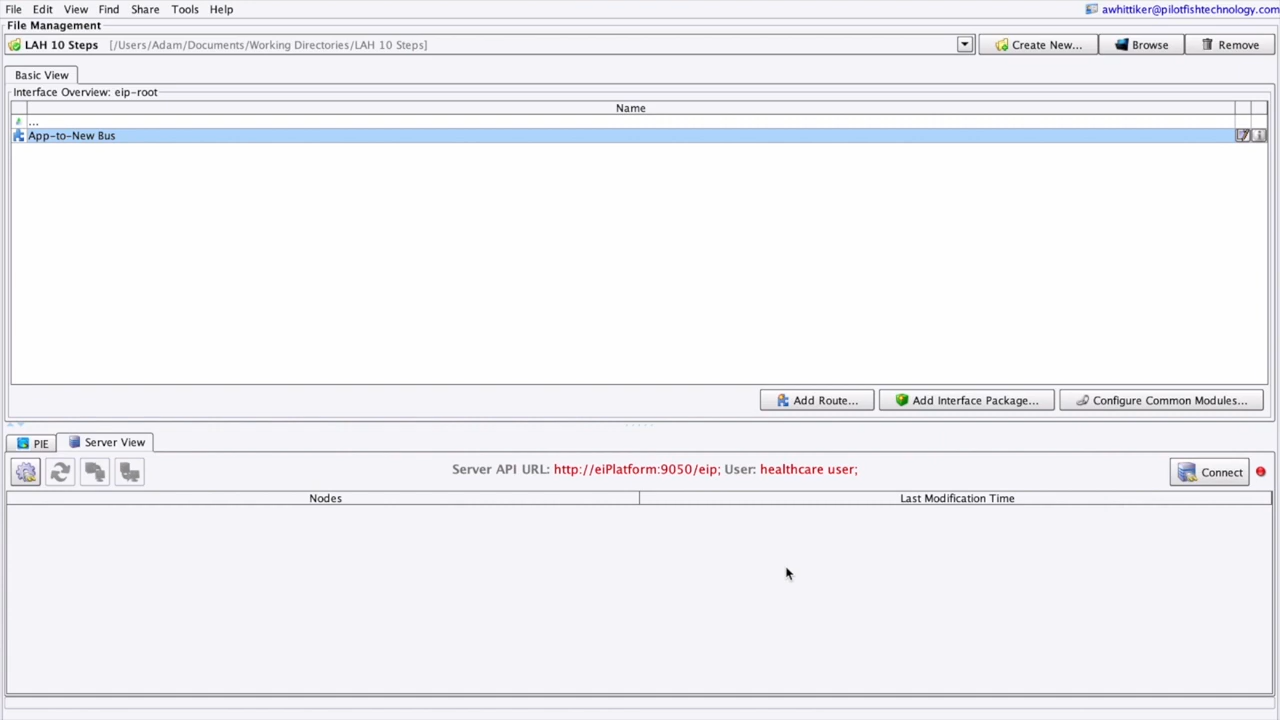 File Edit View Find Share Tools Help awhittiker@pilotfishtechnology.com
File Management
LAH 10 Steps [/Users/Adam/Documents/Working Directories/LAH 10 Steps] Create New... Browse Remove
Basic View
Interface Overview: eip-root
Name
...
App-to-New Bus
Add Route... Add Interface Package... Configure Common Modules...
PIE Server View
Server API URL: http://eiPlatform:9050/eip; User: healthcare user; Connect
Nodes Last Modification Time